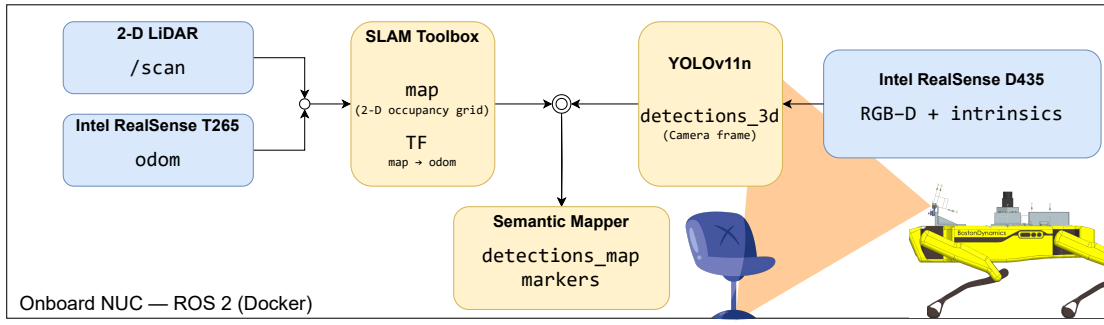 2-D LiDAR
/scan
Intel RealSense T265
odom
SLAM Toolbox
map
(2-D occupancy grid)
TF
map → odom
YOLOv11n
detections_3d
(Camera frame)
Intel RealSense D435
RGB-D + intrinsics
Semantic Mapper
detections_map
markers
BostonDynamics
Onboard NUC — ROS 2 (Docker)